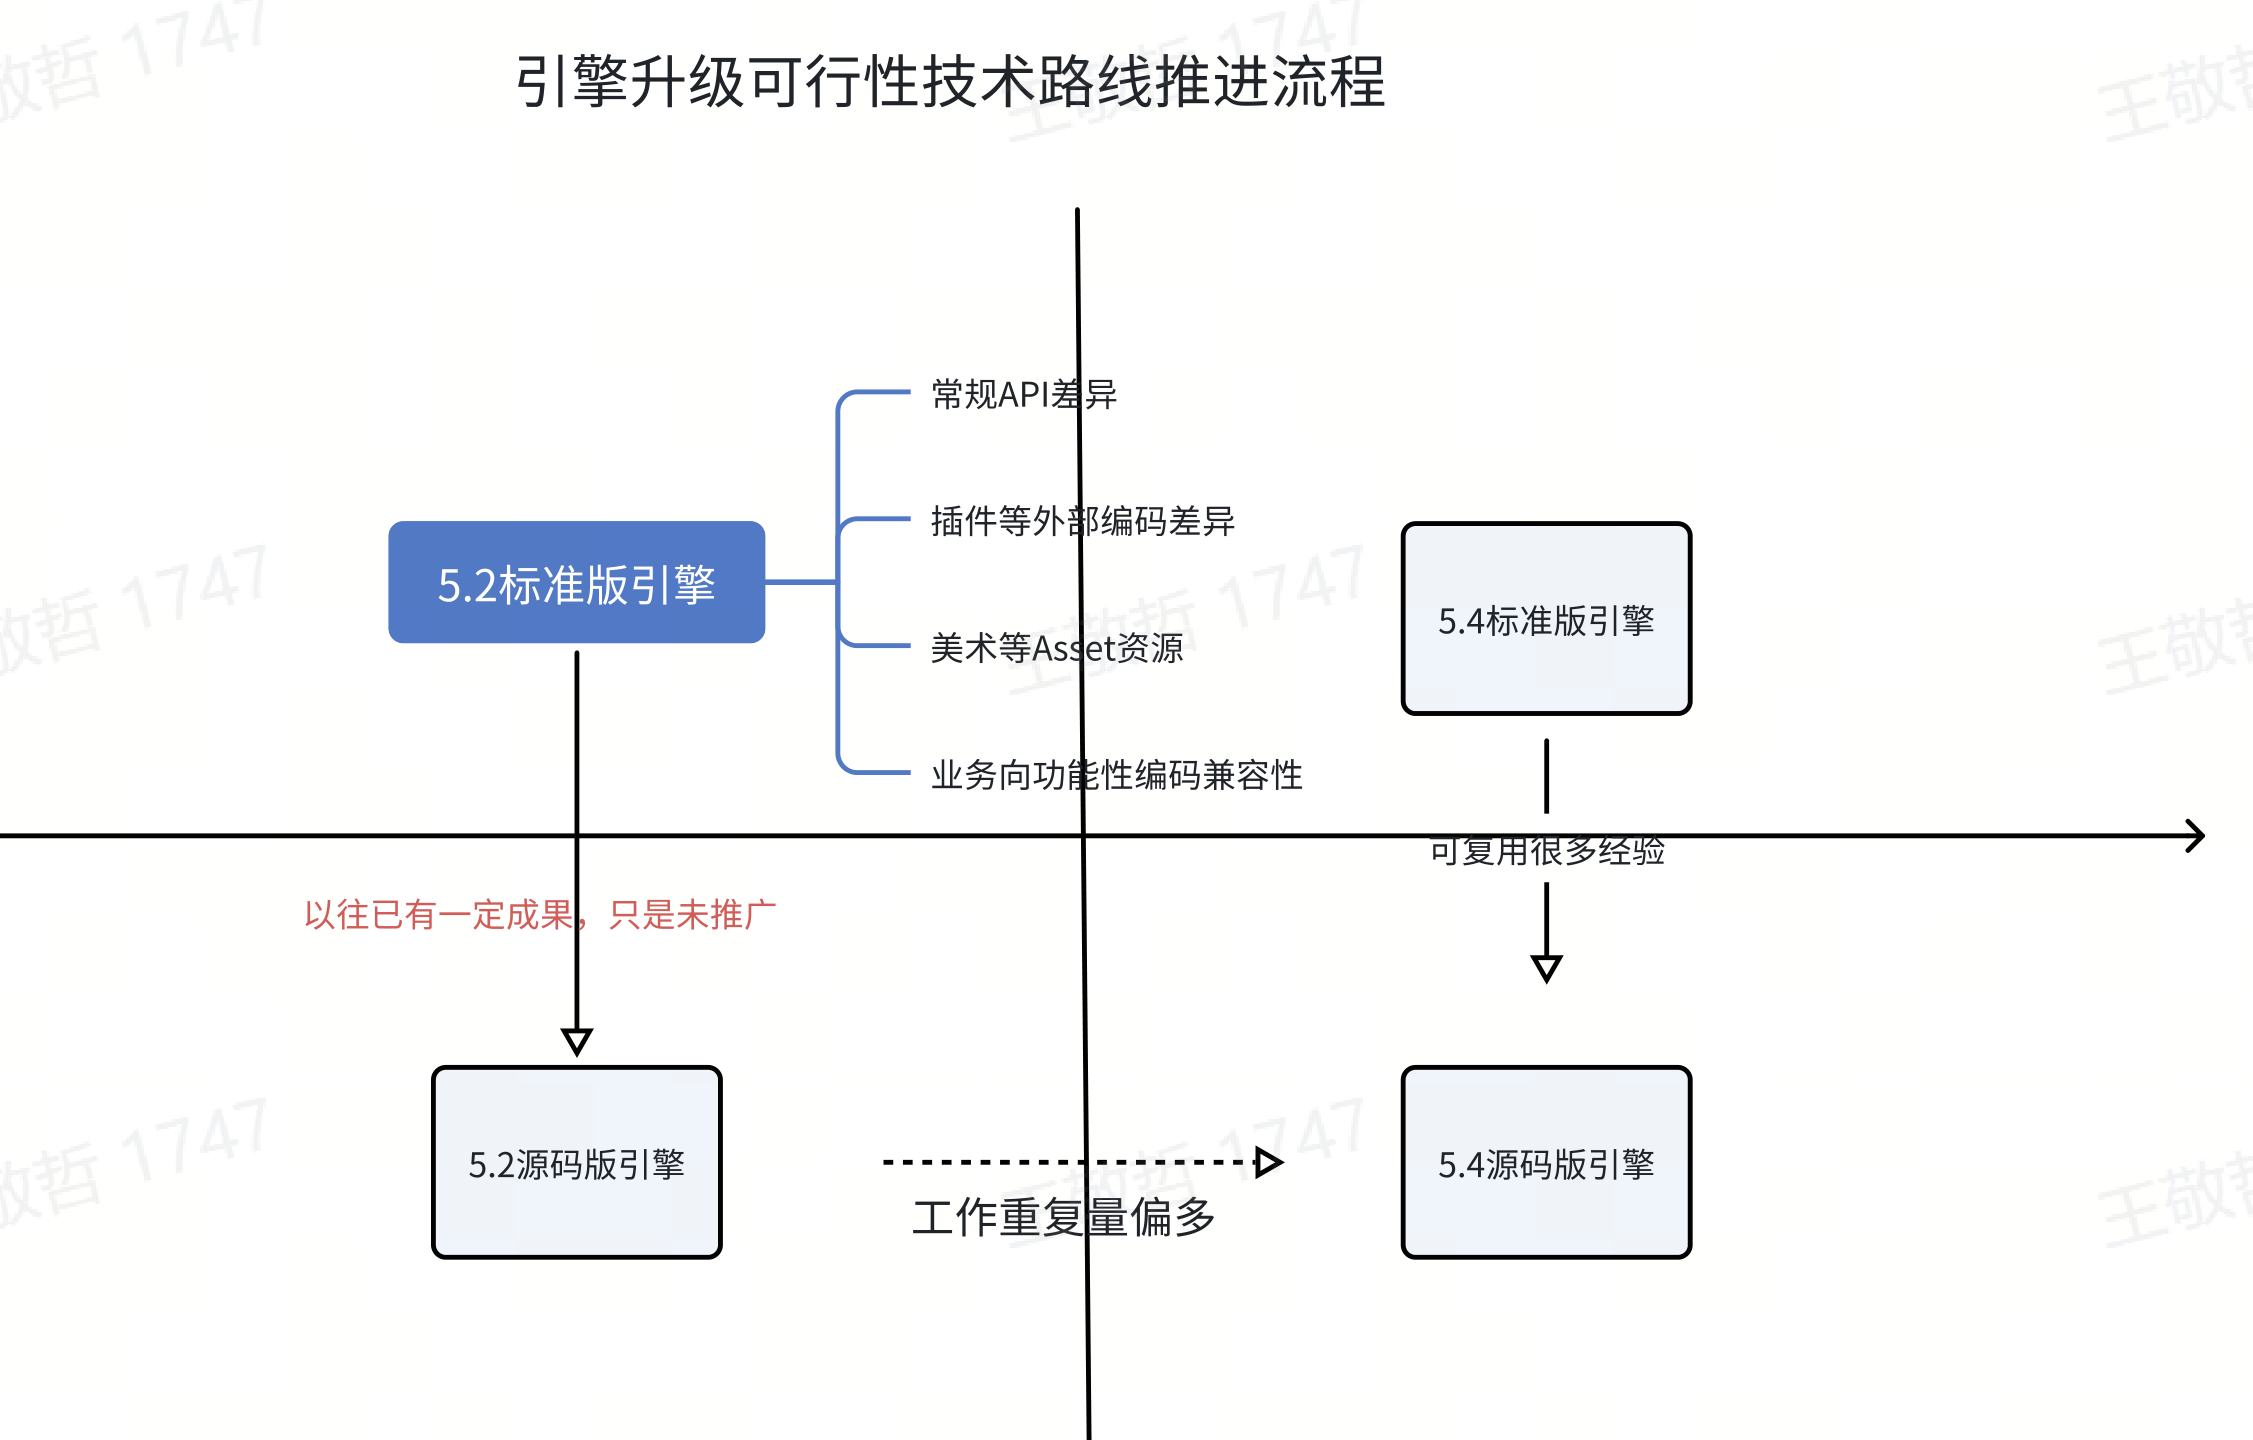 引擎升级可行性技术路线推进流程
常规API差异
插件等外部编码差异
5.2标准版引擎
5.4标准版引擎
美术等Asset资源
业务向功能性编码兼容性
可复用很多经验
以往已有一定成果，只是未推广
5.2源码版引擎
5.4源码版引擎
工作重复量偏多
敬哲 1747
王敬哲 1747
王敬哲
敬哲 1747
王敬哲 1747
王敬哲
敬哲 1747
王敬哲 1747
王敬哲